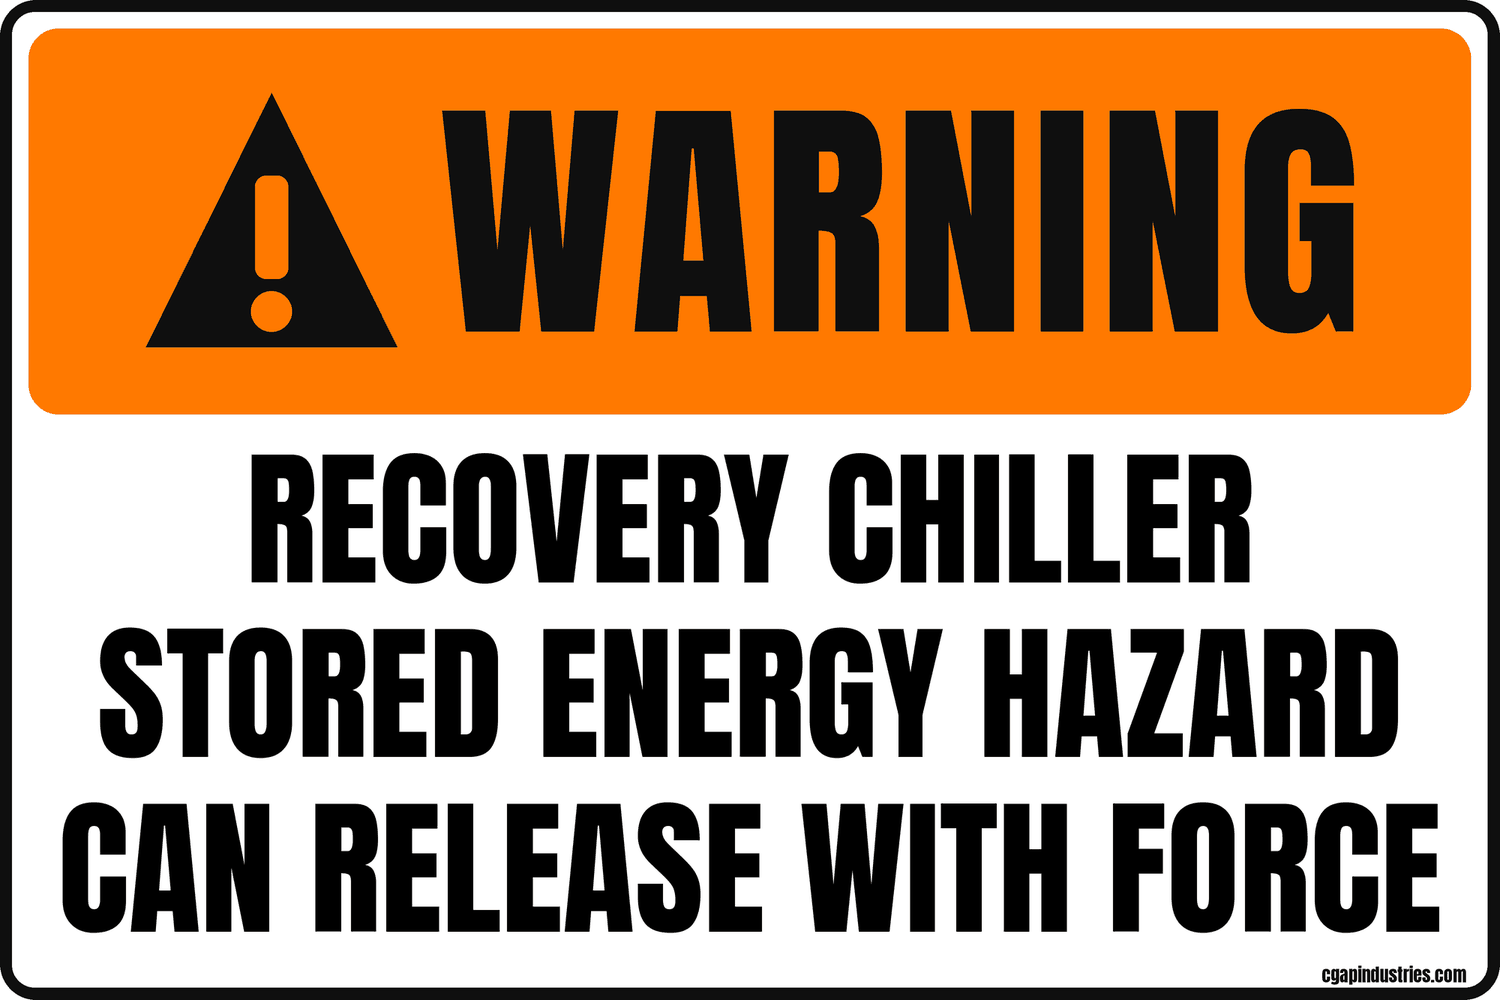 WARNING
RECOVERY CHILLER
STORED ENERGY HAZARD
CAN RELEASE WITH FORCE
cgapindustries.com